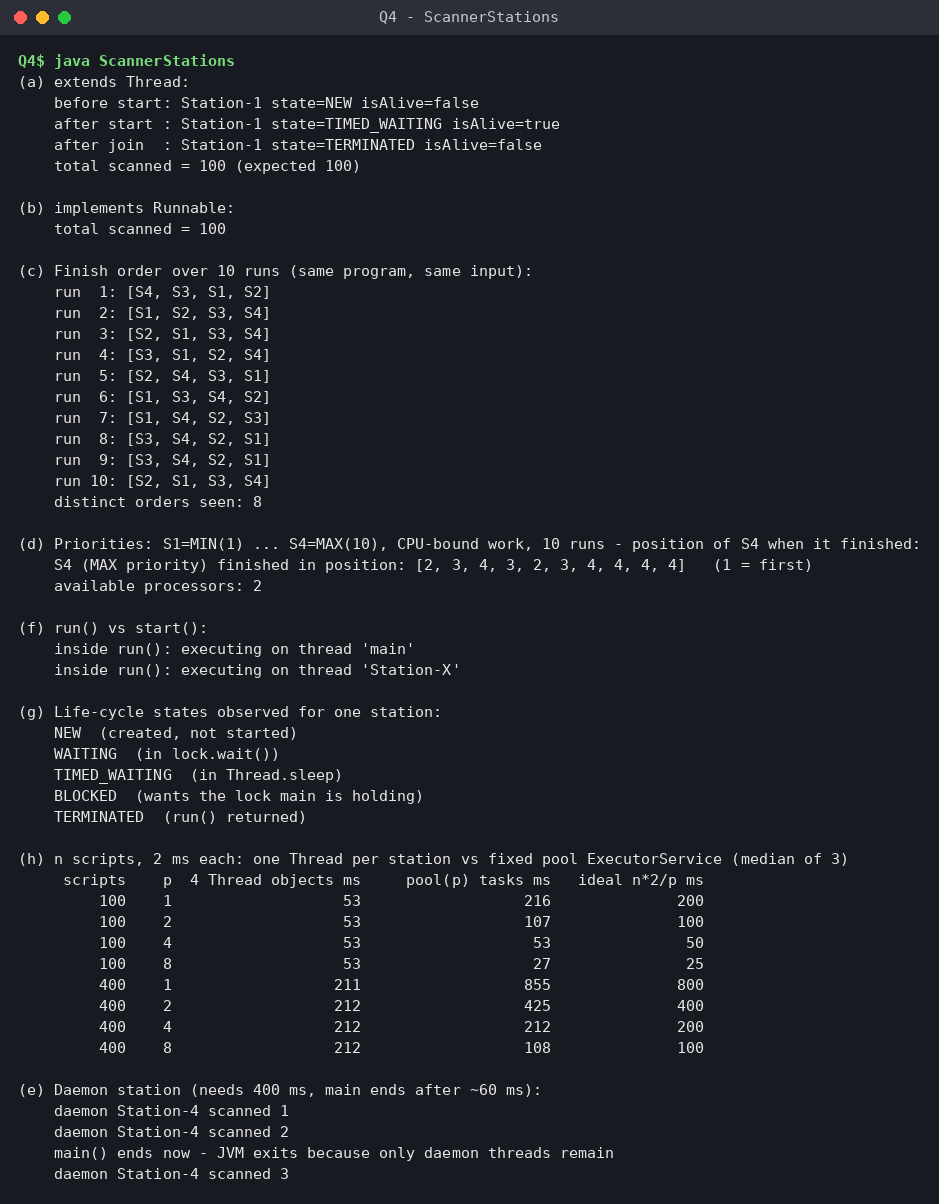 Q4 - ScannerStations
Q4$ java ScannerStations
(a) extends Thread:
    before start: Station-1 state=NEW isAlive=false
    after start : Station-1 state=TIMED_WAITING isAlive=true
    after join  : Station-1 state=TERMINATED isAlive=false
    total scanned = 100 (expected 100)

(b) implements Runnable:
    total scanned = 100

(c) Finish order over 10 runs (same program, same input):
    run  1: [S4, S3, S1, S2]
    run  2: [S1, S2, S3, S4]
    run  3: [S2, S1, S3, S4]
    run  4: [S3, S1, S2, S4]
    run  5: [S2, S4, S3, S1]
    run  6: [S1, S3, S4, S2]
    run  7: [S1, S4, S2, S3]
    run  8: [S3, S4, S2, S1]
    run  9: [S3, S4, S2, S1]
    run 10: [S2, S1, S3, S4]
    distinct orders seen: 8

(d) Priorities: S1=MIN(1) ... S4=MAX(10), CPU-bound work, 10 runs - position of S4 when it finished:
    S4 (MAX priority) finished in position: [2, 3, 4, 3, 2, 3, 4, 4, 4, 4]   (1 = first)
    available processors: 2

(f) run() vs start():
    inside run(): executing on thread 'main'
    inside run(): executing on thread 'Station-X'

(g) Life-cycle states observed for one station:
    NEW  (created, not started)
    WAITING  (in lock.wait())
    TIMED_WAITING  (in Thread.sleep)
    BLOCKED  (wants the lock main is holding)
    TERMINATED  (run() returned)

(h) n scripts, 2 ms each: one Thread per station vs fixed pool ExecutorService (median of 3)
     scripts    p  4 Thread objects ms     pool(p) tasks ms   ideal n*2/p ms
         100    1                   53                  216              200
         100    2                   53                  107              100
         100    4                   53                   53               50
         100    8                   53                   27               25
         400    1                  211                  855              800
         400    2                  212                  425              400
         400    4                  212                  212              200
         400    8                  212                  108              100

(e) Daemon station (needs 400 ms, main ends after ~60 ms):
    daemon Station-4 scanned 1
    daemon Station-4 scanned 2
    main() ends now - JVM exits because only daemon threads remain
    daemon Station-4 scanned 3